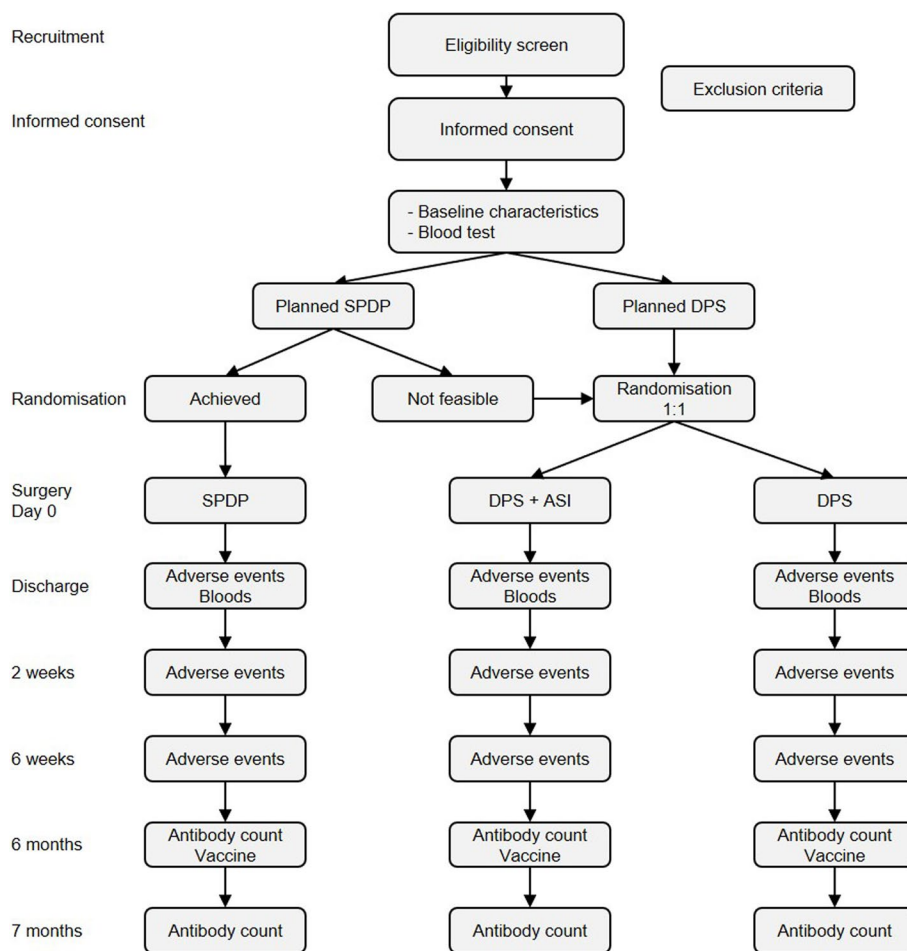 Recruitment
Eligibility screen
Exclusion criteria
Informed consent
Informed consent
- Baseline characteristics
- Blood test
Planned SPDP
Planned DPS
Randomisation
Achieved
Not feasible
Randomisation
1:1
Surgery
Day 0
SPDP
DPS + ASI
DPS
Discharge
Adverse events
Bloods
Adverse events
Bloods
Adverse events
Bloods
2 weeks
Adverse events
Adverse events
Adverse events
6 weeks
Adverse events
Adverse events
Adverse events
6 months
Antibody count
Vaccine
Antibody count
Vaccine
Antibody count
Vaccine
7 months
Antibody count
Antibody count
Antibody count